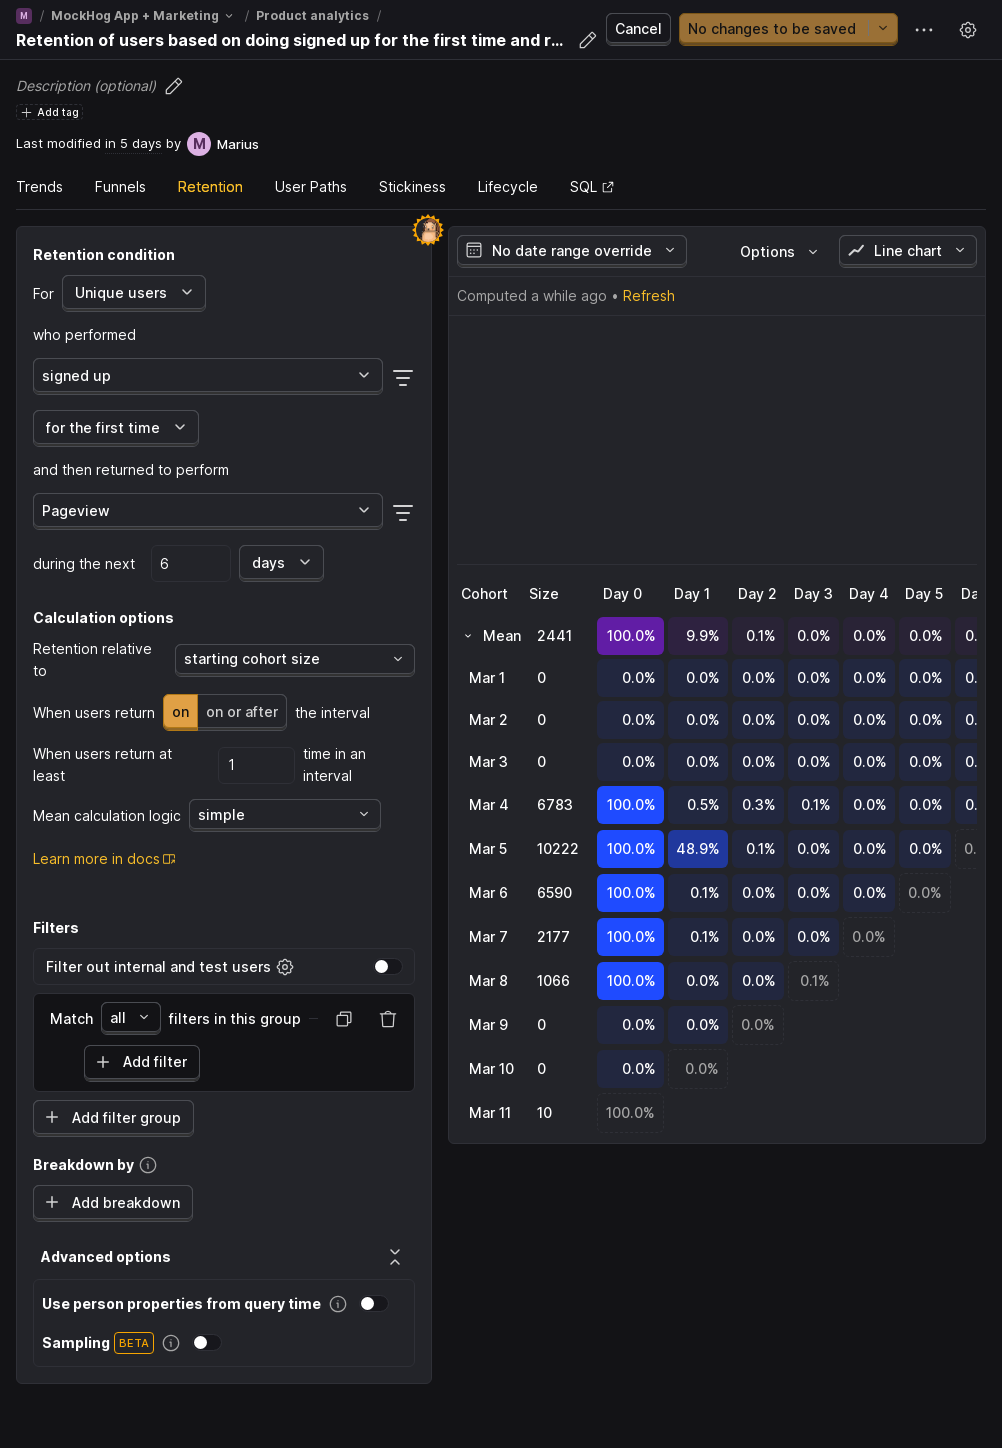 M / MockHog App + Marketing / Product analytics /
Retention of users based on doing signed up for the first time and r...
Cancel
No changes to be saved
Description (optional)
Add tag
Last modified in 5 days by M Marius
Trends Funnels Retention User Paths Stickiness Lifecycle SQL
Retention condition
For Unique users
who performed
signed up
for the first time
and then returned to perform
Pageview
during the next 6 days
Calculation options
Retention relative
to
starting cohort size
When users return on on or after the interval
When users return at
least
1
time in an
interval
Mean calculation logic simple
Learn more in docs
Filters
Filter out internal and test users
Match all filters in this group
Add filter
Add filter group
Breakdown by
Add breakdown
Advanced options
Use person properties from query time
Sampling BETA
No date range override Options Line chart
Computed a while ago • Refresh
Cohort Size Day 0 Day 1 Day 2 Day 3 Day 4 Day 5 Da
Mean 2441 100.0% 9.9% 0.1% 0.0% 0.0% 0.0% 0.
Mar 1 0 0.0% 0.0% 0.0% 0.0% 0.0% 0.0% 0.
Mar 2 0 0.0% 0.0% 0.0% 0.0% 0.0% 0.0% 0.
Mar 3 0 0.0% 0.0% 0.0% 0.0% 0.0% 0.0% 0.
Mar 4 6783 100.0% 0.5% 0.3% 0.1% 0.0% 0.0% 0.
Mar 5 10222 100.0% 48.9% 0.1% 0.0% 0.0% 0.0% 0.
Mar 6 6590 100.0% 0.1% 0.0% 0.0% 0.0% 0.0%
Mar 7 2177 100.0% 0.1% 0.0% 0.0% 0.0%
Mar 8 1066 100.0% 0.0% 0.0% 0.1%
Mar 9 0 0.0% 0.0% 0.0%
Mar 10 0 0.0% 0.0%
Mar 11 10 100.0%